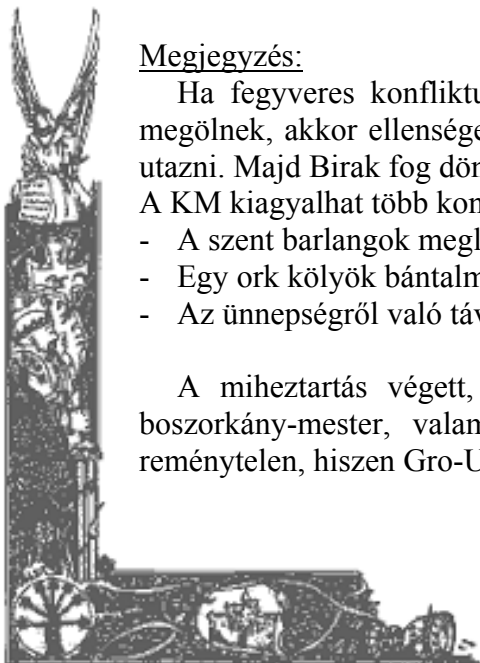 Megjegyzés:
Ha fegyveres konfliktu
megölnek, akkor ellensége
utazni. Majd Birak fog dön
A KM kiagyalhat több kon
- A szent barlangok megl
- Egy ork kölyök bántalm
- Az ünnepségről való táv
A miheztartás végett,
boszorkány-mester, valam
reménytelen, hiszen Gro-U